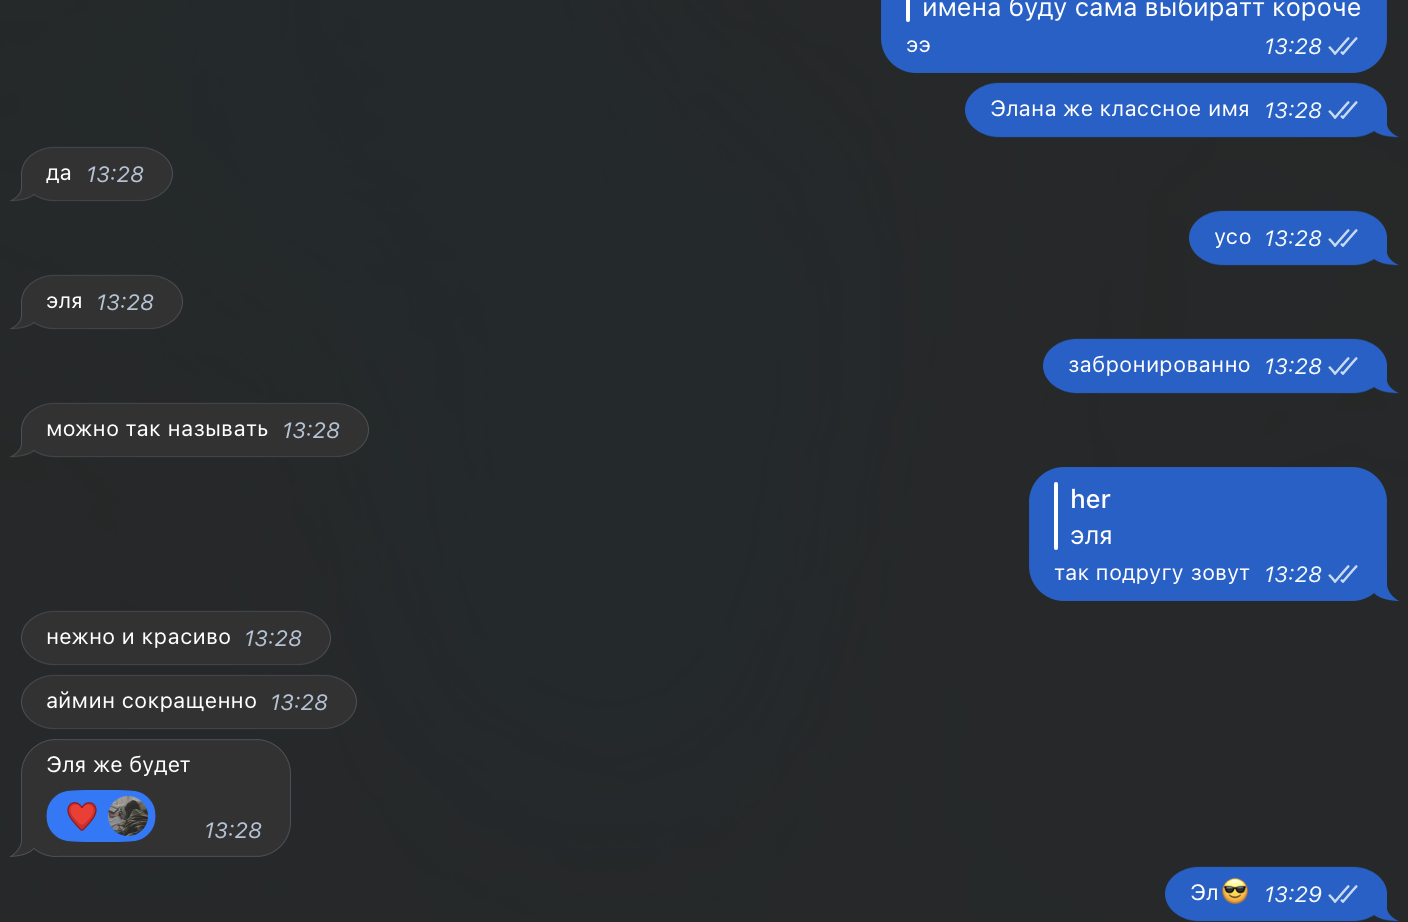 имена буду сама выбиратт короче
ээ 13:28
Элана же классное имя 13:28
да 13:28
усо 13:28
эля 13:28
забронированно 13:28
можно так называть 13:28
her
эля
так подругу зовут 13:28
нежно и красиво 13:28
аймин сокращенно 13:28
Эля же будет
13:28
Эл😎 13:29